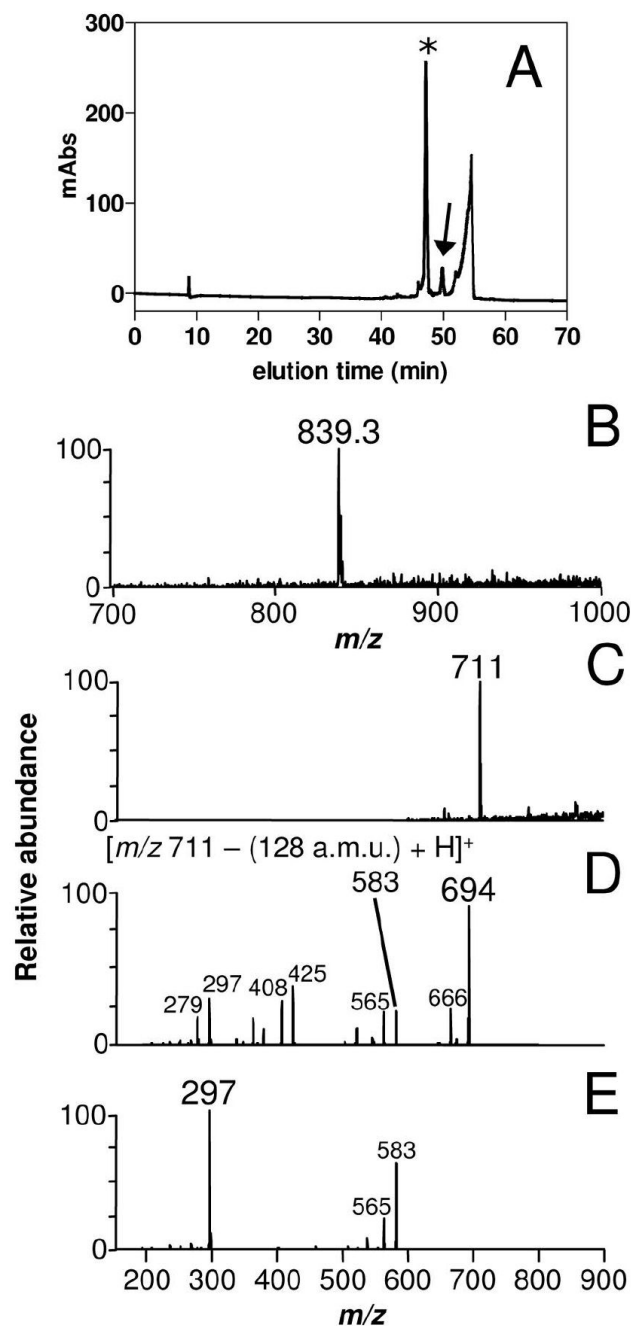 300
200
100
0
mAbs
*
A
0 10 20 30 40 50 60 70
elution time (min)
B
839.3
100
0
700 800 900 1000
m/z
C
711
100
0
Relative abundance
[m/z 711 – (128 a.m.u.) + H]⁺
D
583
694
100
279
297
408
425
565
666
0
E
297
100
583
565
0
200 300 400 500 600 700 800 900
m/z